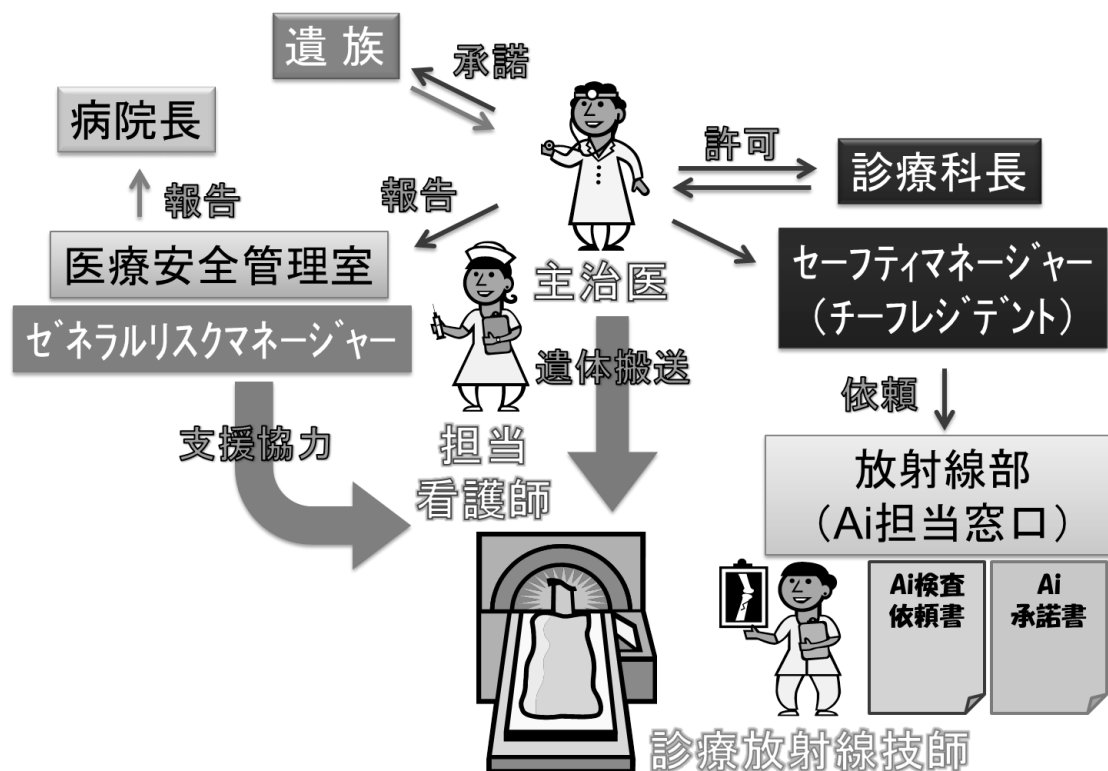 遺 族
承諾
病院長
許可
診療科長
報告
報告
医療安全管理室
ゼネラルリスクマネージャー
主治医
セーフティマネージャー
（チーフレジデント）
遺体搬送
依頼
支援協力
担当
看護師
放射線部
（Ai担当窓口）
Ai検査
依頼書
Ai
承諾書
診療放射線技師